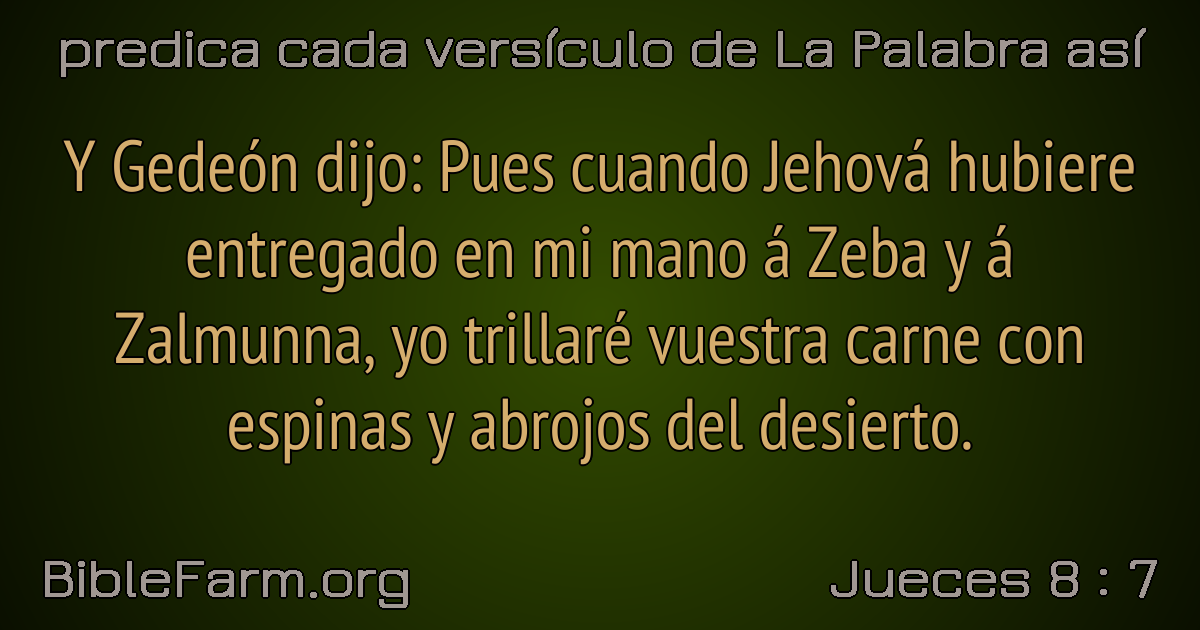 predica cada versículo de La Palabra así
Y Gedeón dijo: Pues cuando Jehová hubiere
entregado en mi mano á Zeba y á
Zalmunna, yo trillaré vuestra carne con
espinas y abrojos del desierto.
BibleFarm.org
Jueces 8 : 7